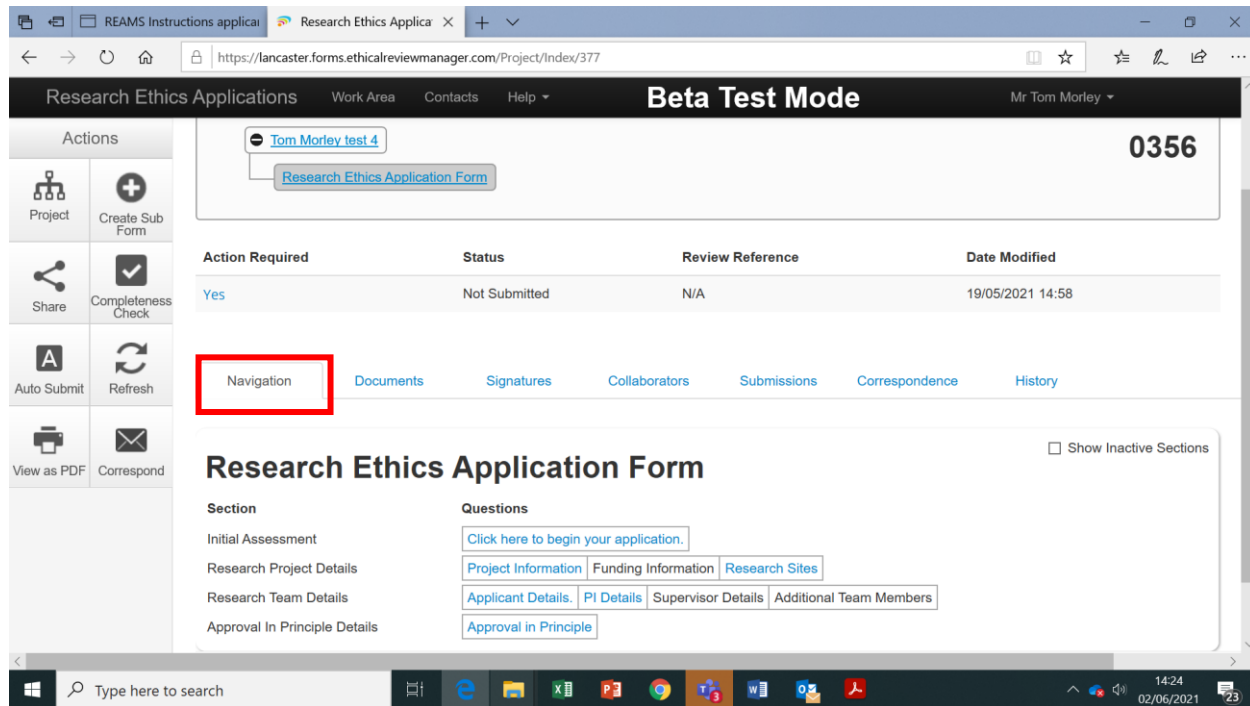 REAMS Instructions applicat
Research Ethics Applicat
https://lancaster.forms.ethicalreviewmanager.com/Project/Index/377
Research Ethics Applications Work Area Contacts Help Beta Test Mode Mr Tom Morley
Actions
Project
Create Sub Form
Share
Completeness Check
Auto Submit
Refresh
View as PDF
Correspond
Tom Morley test 4
0356
Research Ethics Application Form
Action Required Status Review Reference Date Modified
Yes Not Submitted N/A 19/05/2021 14:58
Navigation Documents Signatures Collaborators Submissions Correspondence History
Show Inactive Sections
Research Ethics Application Form
Section Questions
Initial Assessment Click here to begin your application.
Research Project Details Project Information Funding Information Research Sites
Research Team Details Applicant Details. PI Details Supervisor Details Additional Team Members
Approval In Principle Details Approval in Principle
Type here to search
14:24
02/06/2021
23